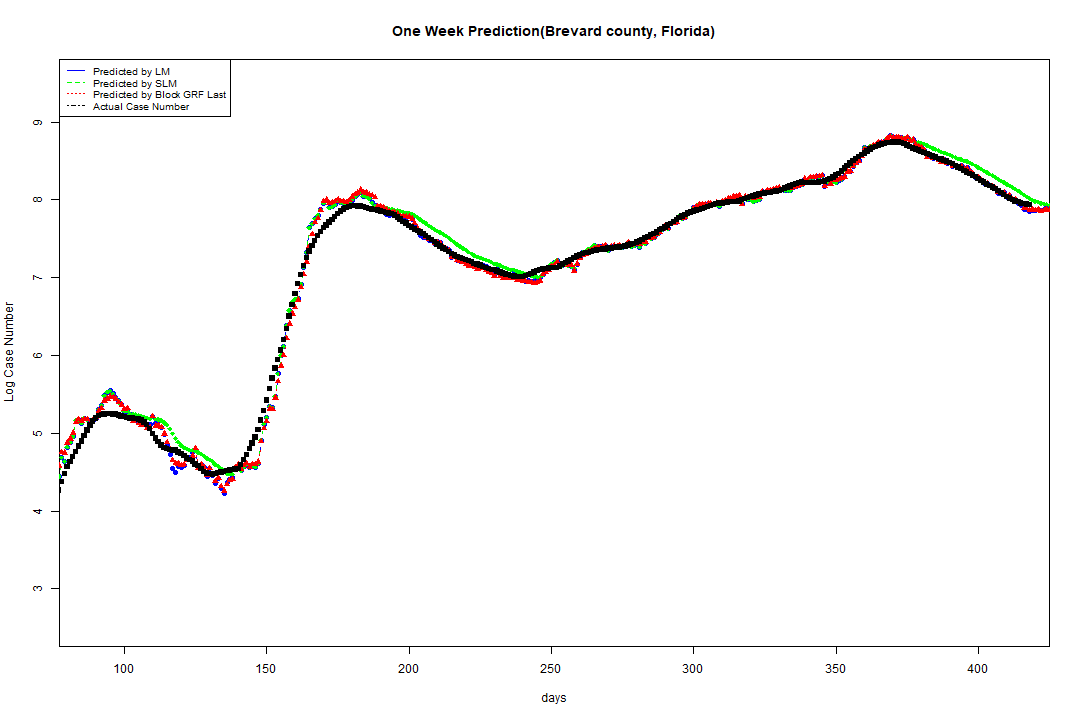 One Week Prediction(Brevard county, Florida)
Predicted by LM
Predicted by SLM
Predicted by Block GRF Last
Actual Case Number
9
8
7
6
5
4
3
Log Case Number
100 150 200 250 300 350 400
days